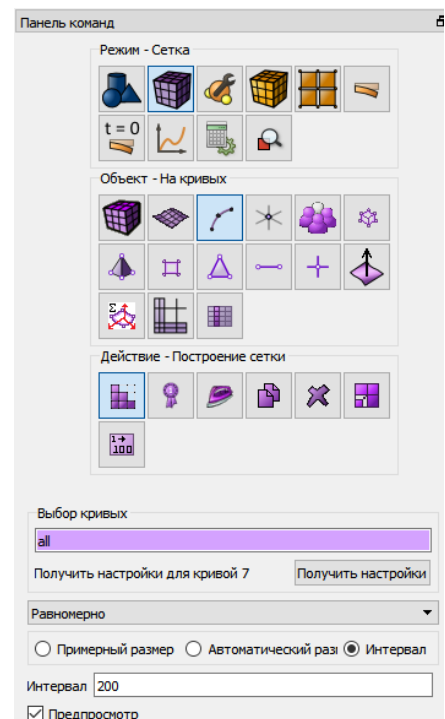 Панель команд
Режим - Сетка
t = 0
Объект - На кривых
Σ
Действие - Построение сетки
1→
100
Выбор кривых
all
Получить настройки для кривой 7 Получить настройки
Равномерно
Примерный размер Автоматический разı Интервал
Интервал 200
Предпросмотр